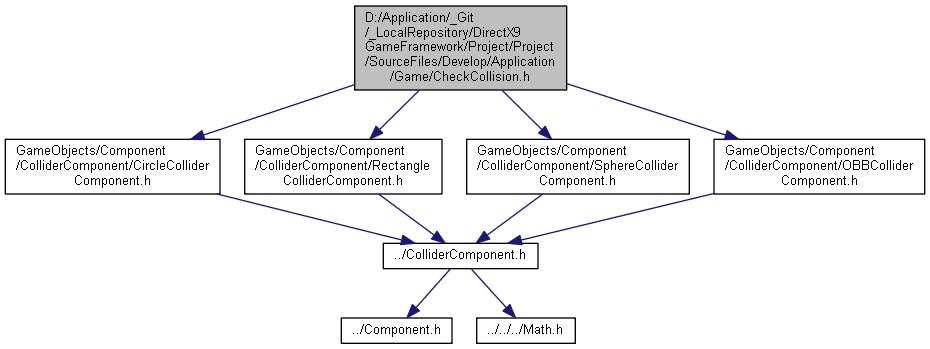 D:/Application/_Git
/_LocalRepository/DirectX9
GameFramework/Project/Project
/SourceFiles/Develop/Application
/Game/CheckCollision.h
GameObjects/Component
/ColliderComponent/CircleCollider
Component.h
GameObjects/Component
/ColliderComponent/Rectangle
ColliderComponent.h
GameObjects/Component
/ColliderComponent/SphereCollider
Component.h
GameObjects/Component
/ColliderComponent/OBBCollider
Component.h
../ColliderComponent.h
../Component.h
../../../Math.h